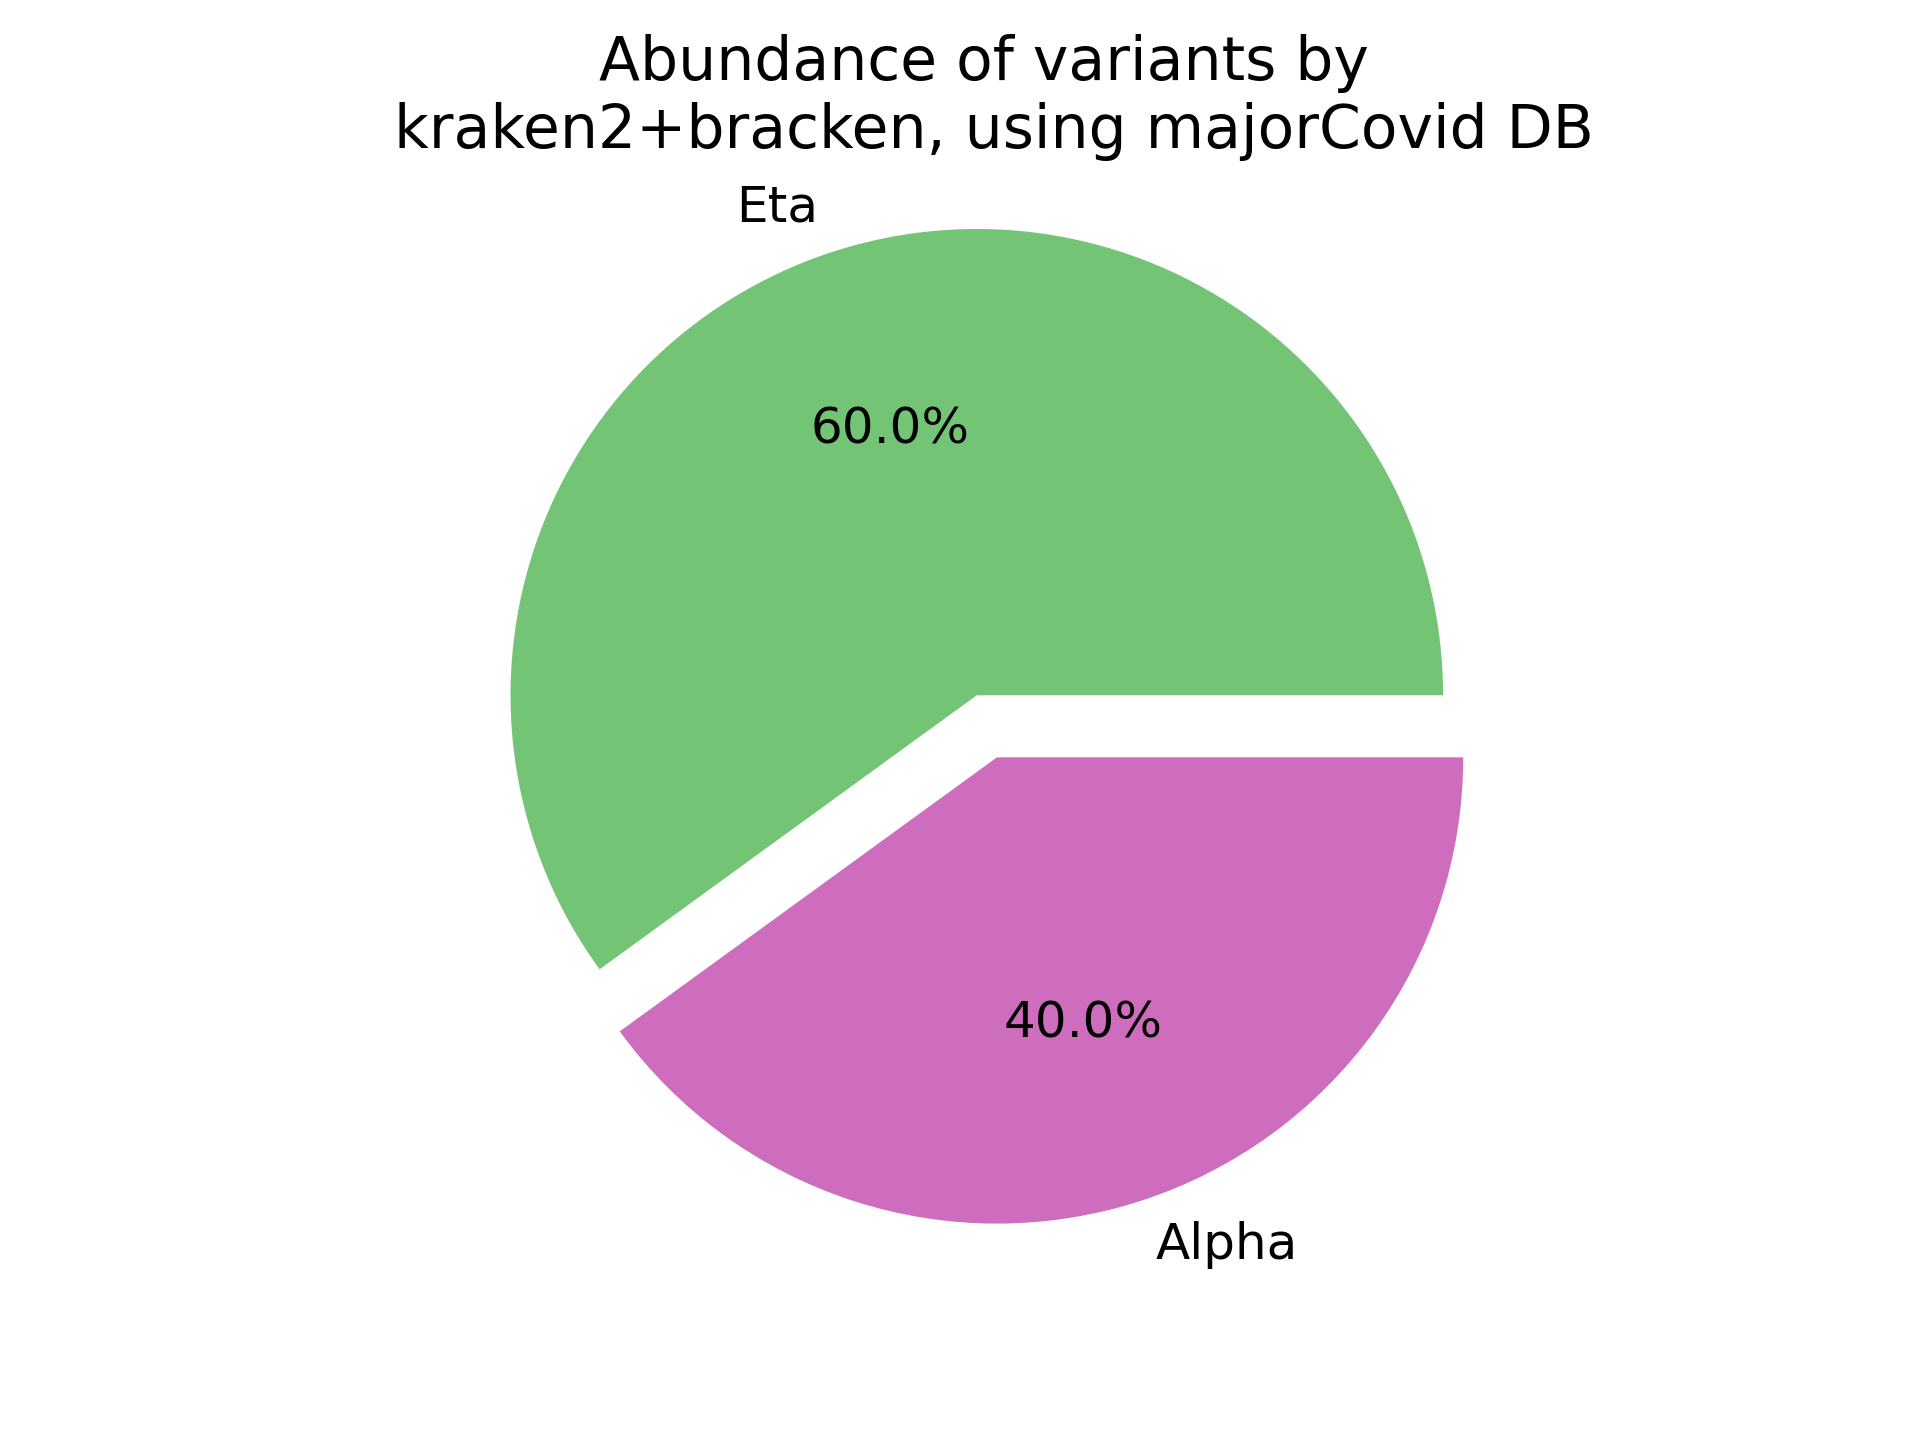 Abundance of variants by
kraken2+bracken, using majorCovid DB
Eta
60.0%
40.0%
Alpha